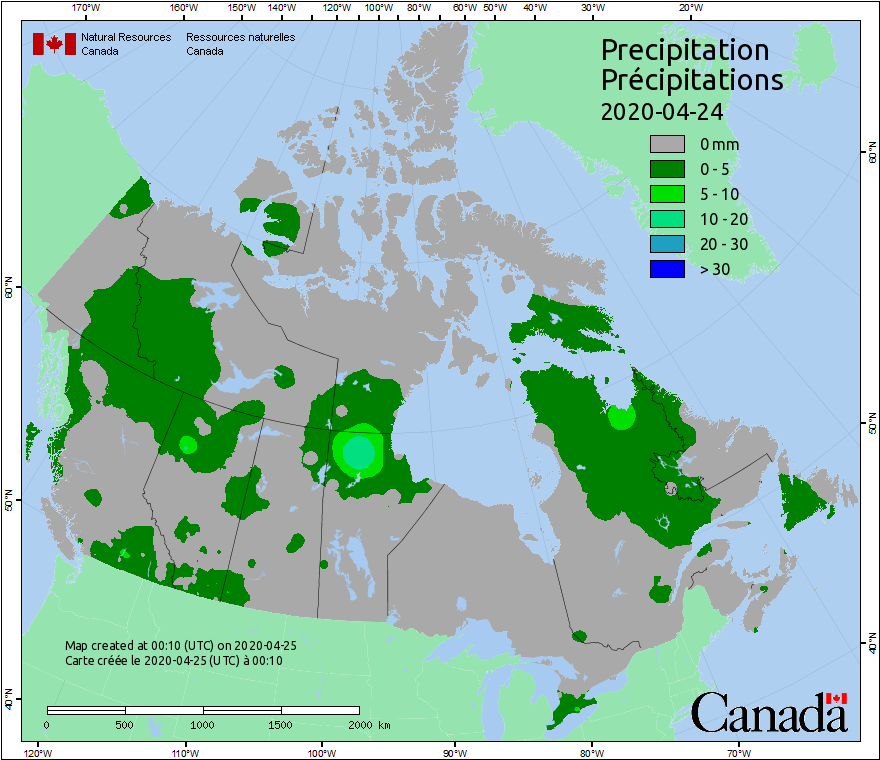 170°W 160°W 150°W 140°W 120°W 100°W 80°W 60°W 50°W 40°W 30°W 20°W
Natural Resources Canada
Ressources naturelles Canada
Precipitation
Précipitations
2020-04-24
0 mm
0 - 5
5 - 10
10 - 20
20 - 30
> 30
60°N
50°N
40°N
60°N
50°N
40°N
Map created at 00:10 (UTC) on 2020-04-25
Carte créée le 2020-04-25 (UTC) à 00:10
0 500 1000 1500 2000 km
Canada
120°W 110°W 100°W 90°W 80°W 70°W